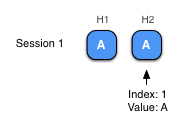 H1 H2
Session 1 A A
Index: 1
Value: A